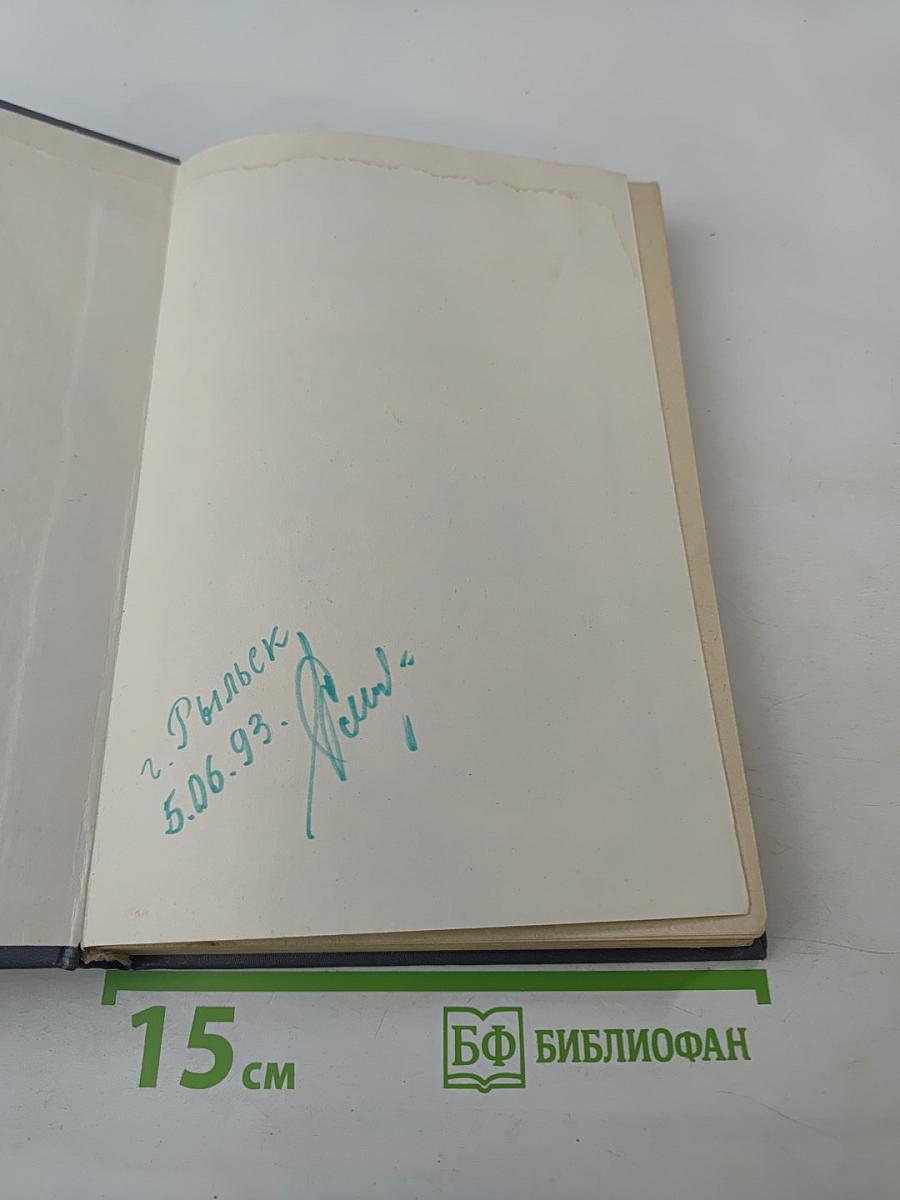 г. Рыльск
5.06.93.
15 см
БФ БИБЛИОФАН